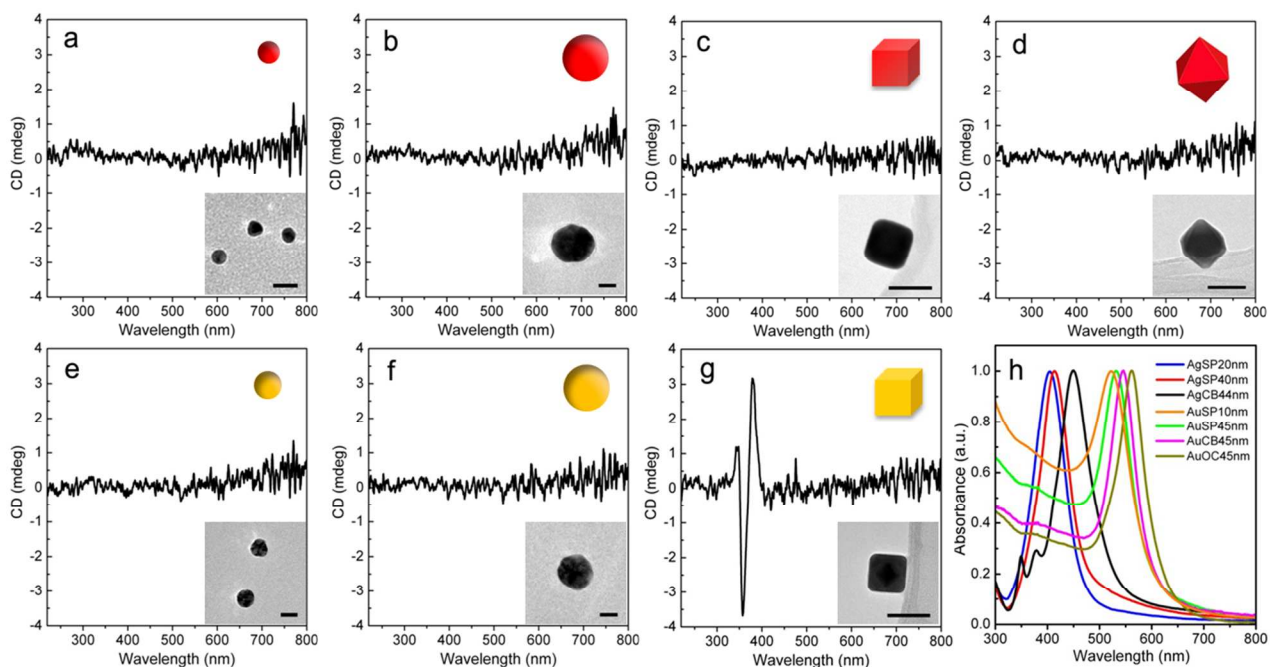 a
CD (mdeg)
4
3
2
1
0
-1
-2
-3
-4
300 400 500 600 700 800
Wavelength (nm)
b
CD (mdeg)
4
3
2
1
0
-1
-2
-3
-4
300 400 500 600 700 800
Wavelength (nm)
c
CD (mdeg)
4
3
2
1
0
-1
-2
-3
-4
300 400 500 600 700 800
Wavelength (nm)
d
CD (mdeg)
4
3
2
1
0
-1
-2
-3
-4
300 400 500 600 700 800
Wavelength (nm)
e
CD (mdeg)
4
3
2
1
0
-1
-2
-3
-4
300 400 500 600 700 800
Wavelength (nm)
f
CD (mdeg)
4
3
2
1
0
-1
-2
-3
-4
300 400 500 600 700 800
Wavelength (nm)
g
CD (mdeg)
4
3
2
1
0
-1
-2
-3
-4
300 400 500 600 700 800
Wavelength (nm)
h
AgSP20nm
AgSP40nm
AgCB44nm
AuSP10nm
AuSP45nm
AuCB45nm
AuOC45nm
Absorbance (a.u.)
1.0
0.8
0.6
0.4
0.2
0.0
300 400 500 600 700 800
Wavelength (nm)